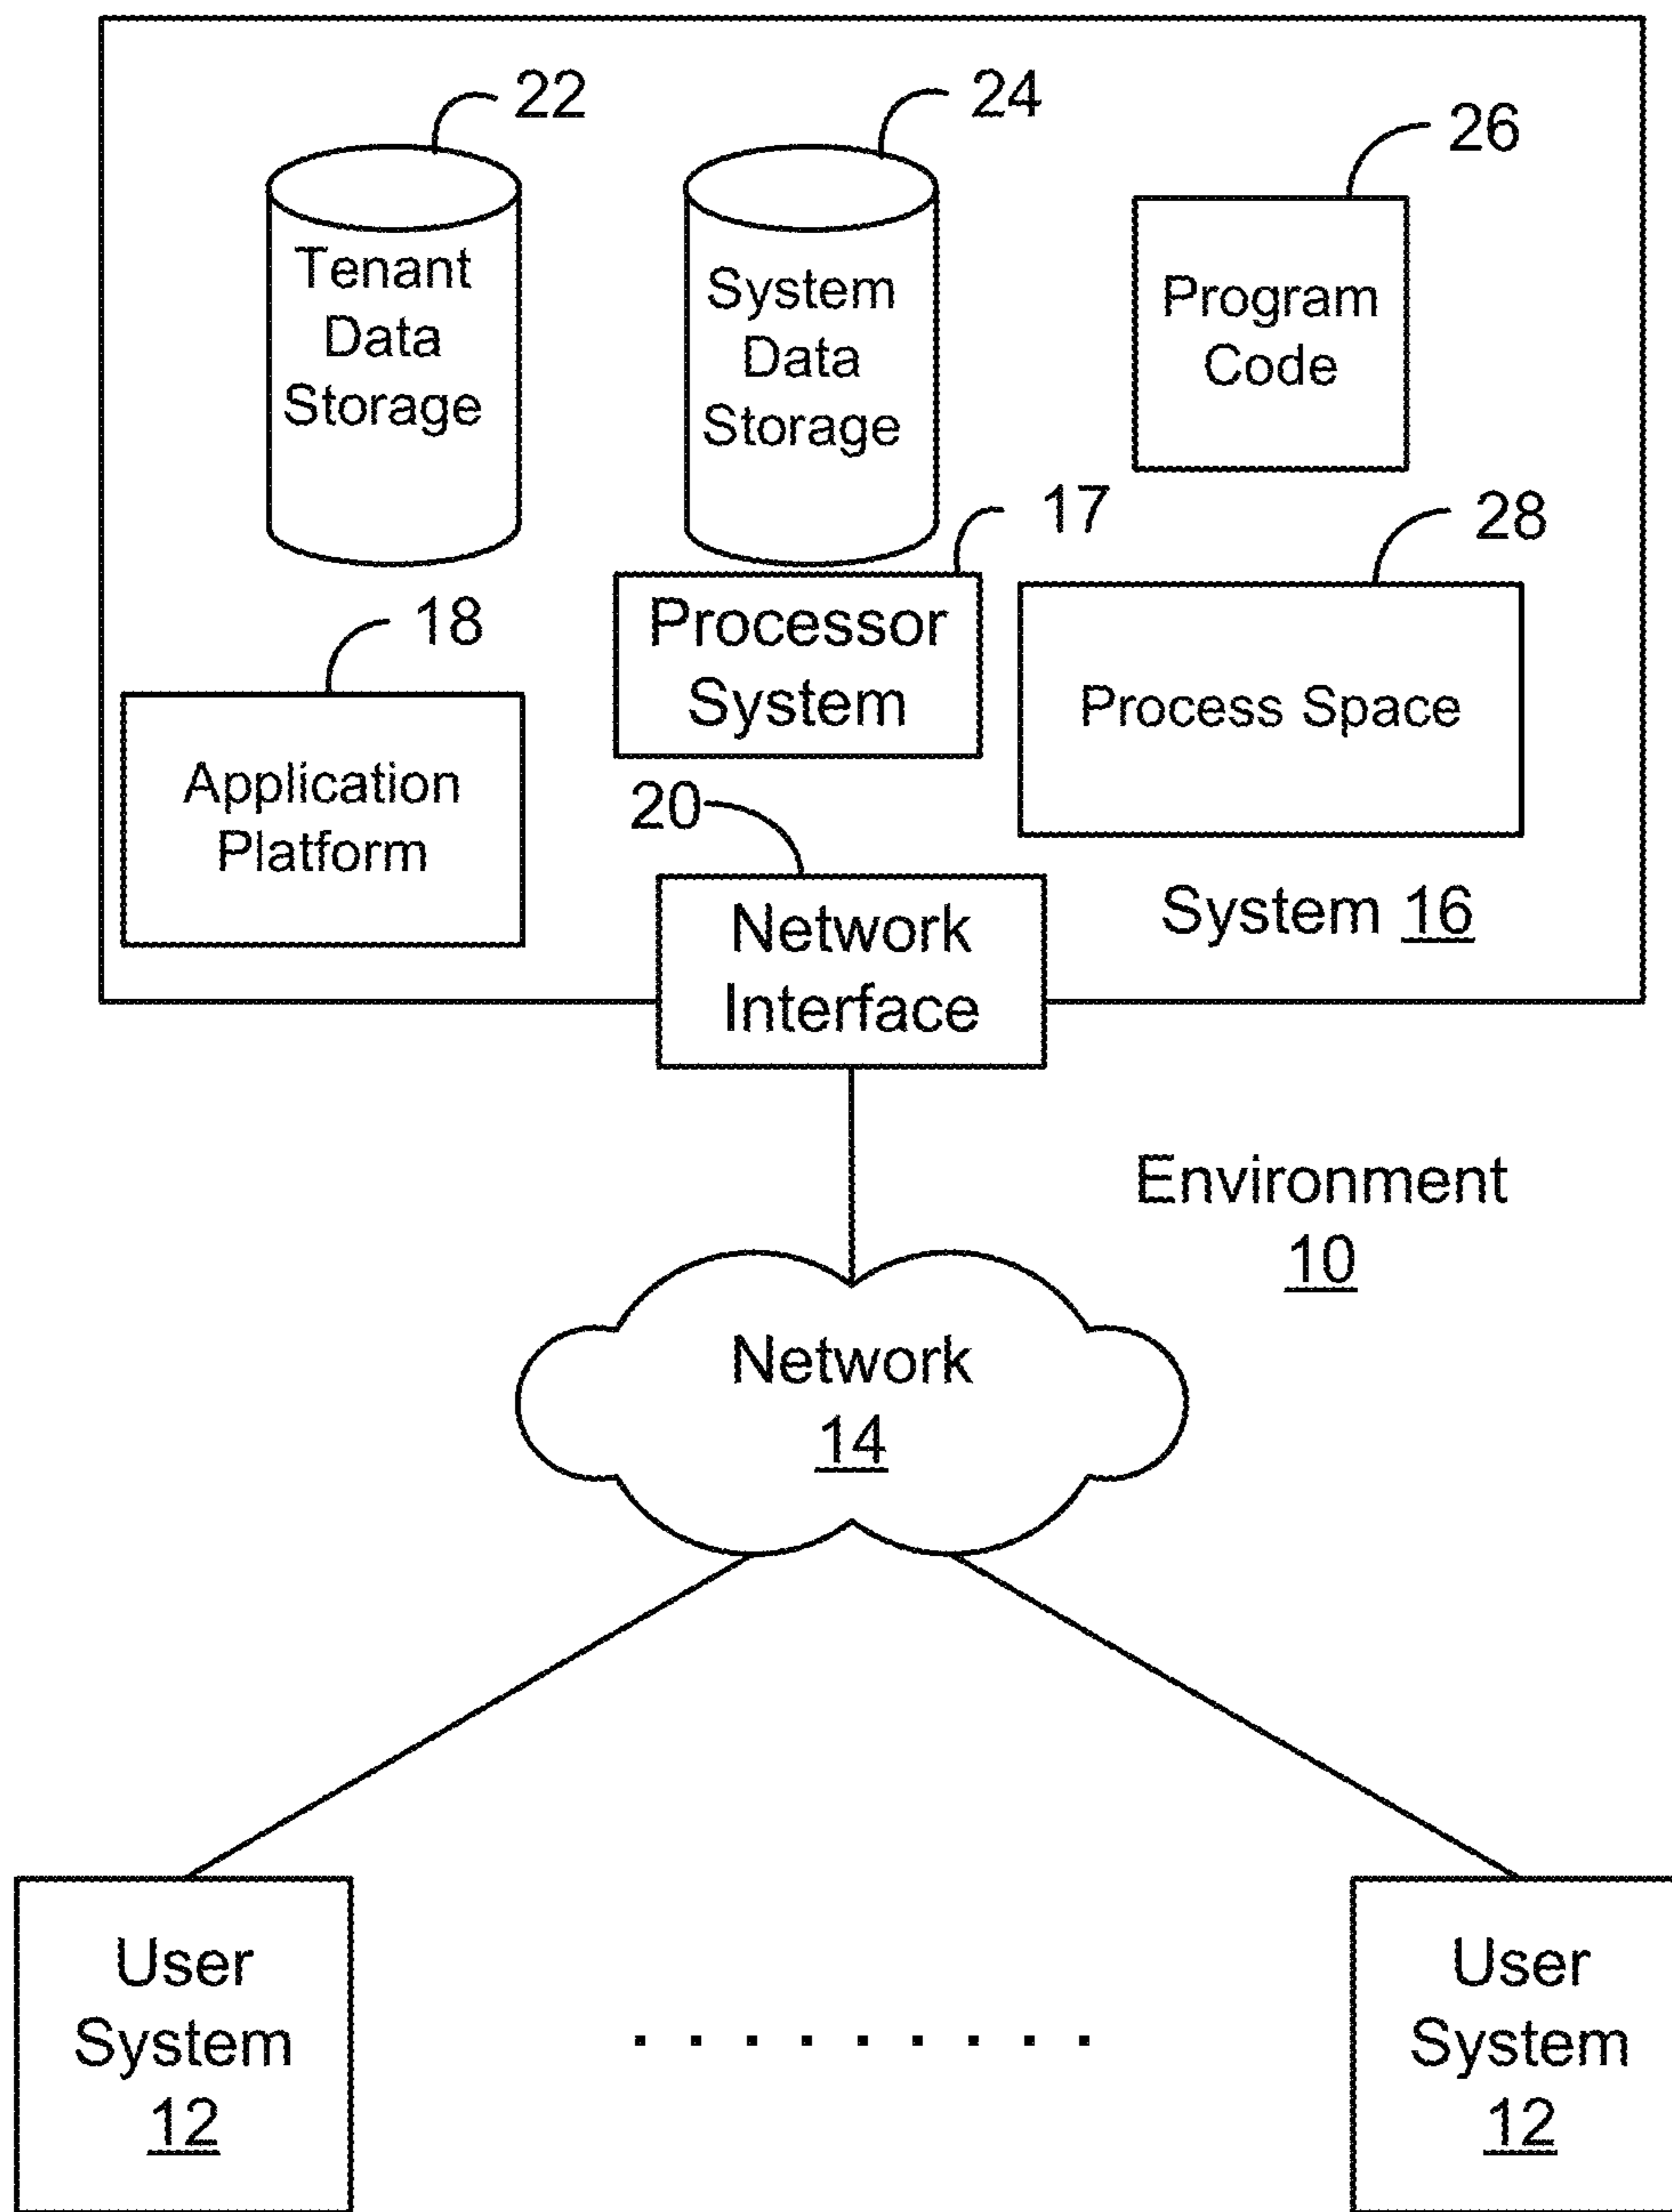 22
24
26
Tenant
Data
Storage
System
Data
Storage
Program
Code
17
28
18
Processor
System
Process Space
Application
Platform
20
Network
Interface
System 16
Environment
10
Network
14
User
System
12
User
System
12